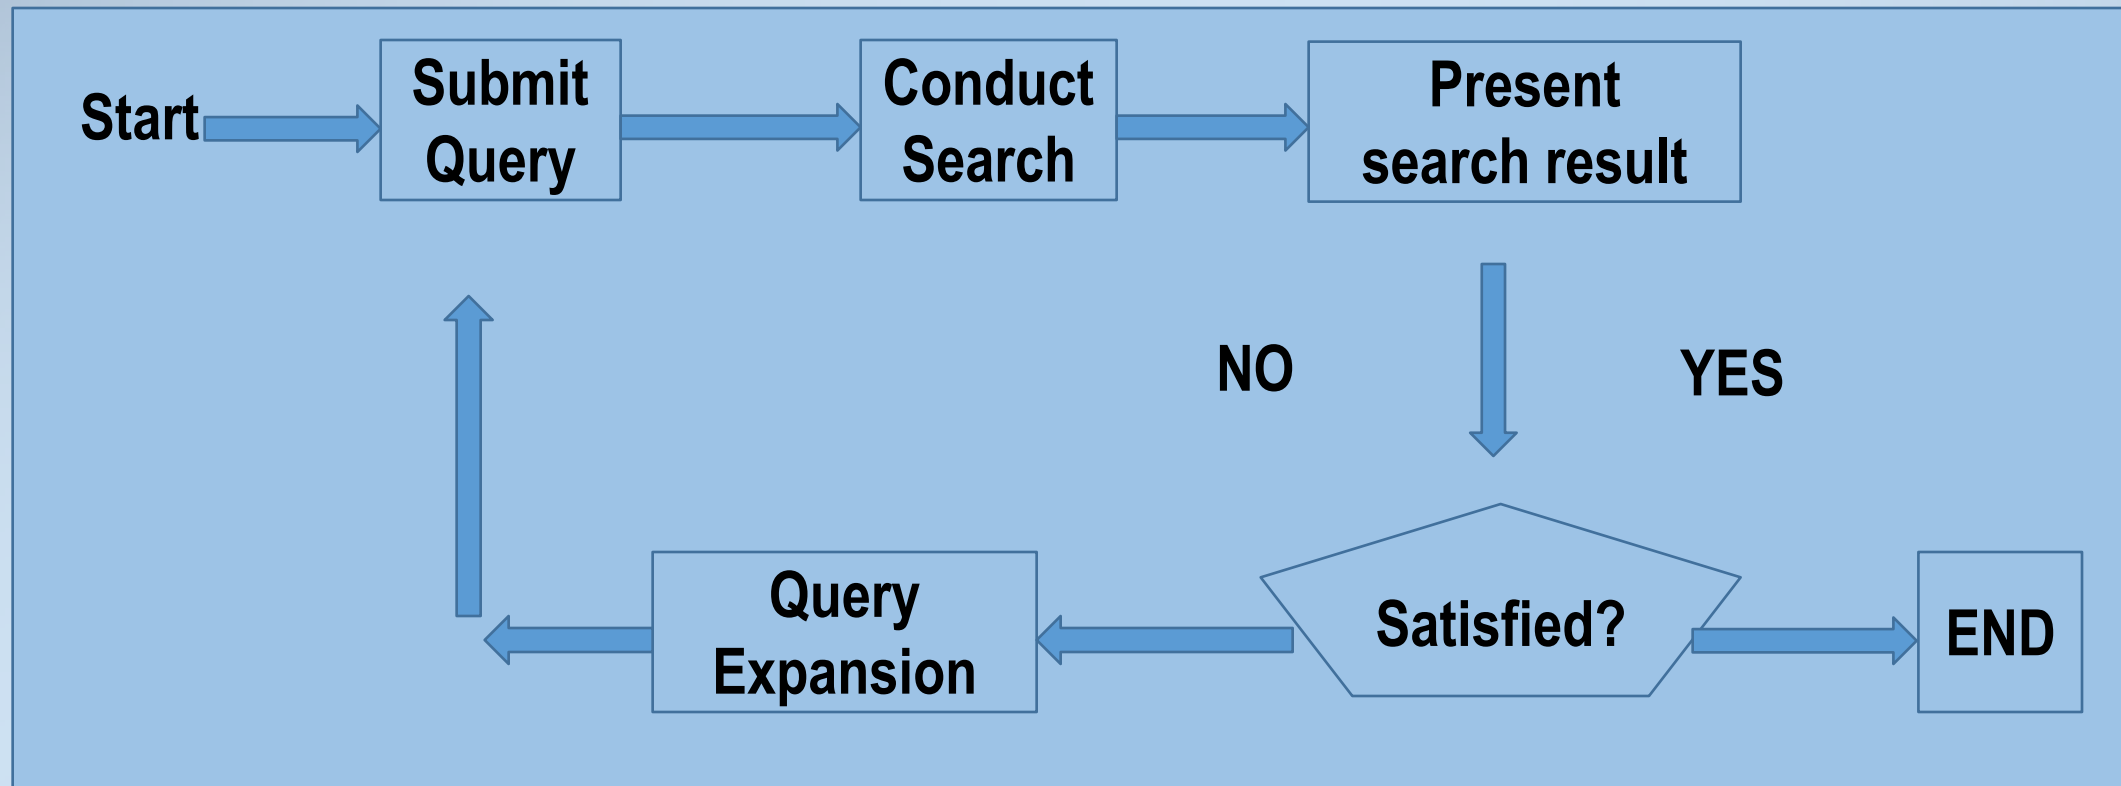 Start
Submit
Query
Conduct
Search
Present
search result
NO
YES
Query
Expansion
Satisfied?
END